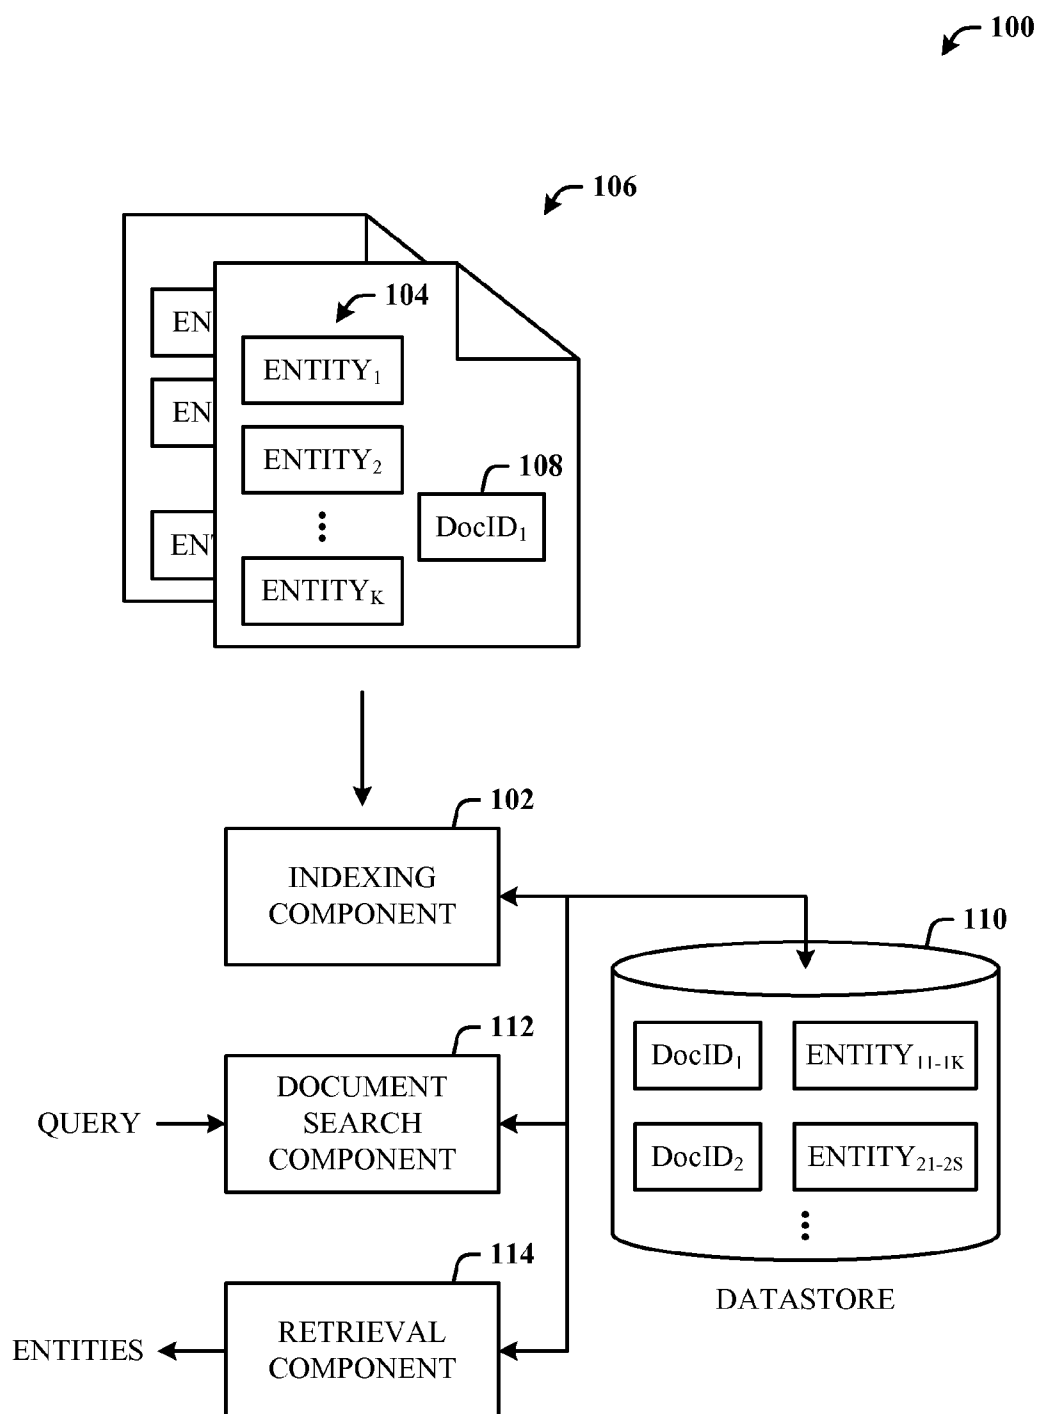 100
106
104
EN
ENTITY1
EN
ENTITY2
108
DocID1
EN
ENTITYK
102
INDEXING
COMPONENT
110
112
DocID1
ENTITY11-1K
QUERY
DOCUMENT
SEARCH
COMPONENT
DocID2
ENTITY21-2S
114
DATASTORE
ENTITIES
RETRIEVAL
COMPONENT